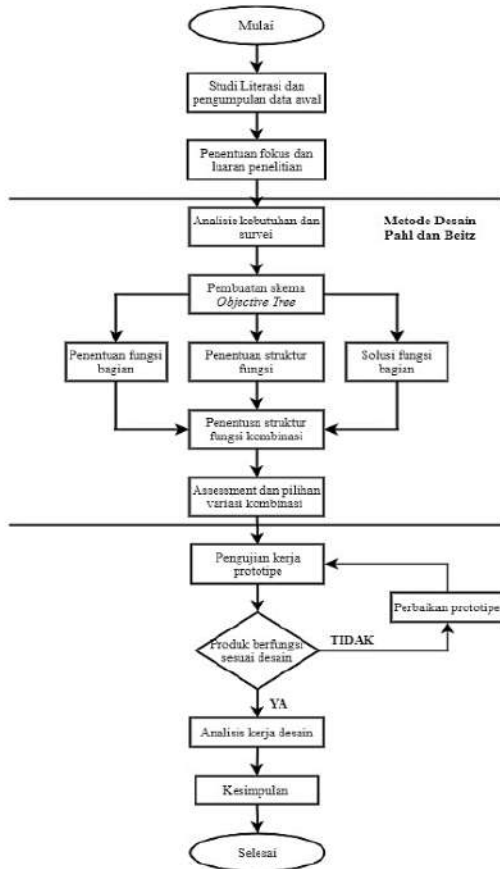 Mulai
Studi Literasi dan
pengumpulan data awal
Penentuan fokus dan
luaran penelitian
Analisis kebutuhan dan
survei
Metode Desain
Pahl dan Beitz
Pembuatan skema
Objective Tree
Penentuan fungsi
bagian
Penentuan struktur
fungsi
Solusi fungsi
bagian
Penentuan struktur
fungsi kombinasi
Assessment dan pilihan
variasi kombinasi
Pengujian kerja
prototipe
Perbaikan prototipe
Produk berfungsi
sesuai desain
TIDAK
YA
Analisis kerja desain
Kesimpulan
Selesai